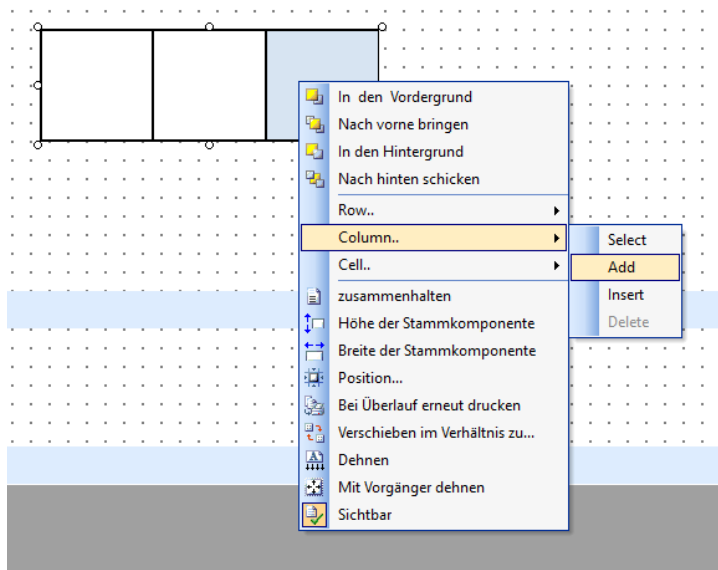 In den Vordergrund
Nach vorne bringen
In den Hintergrund
Nach hinten schicken
Row..
Column..
Cell..
zusammenhalten
Höhe der Stammkomponente
Breite der Stammkomponente
Position...
Bei Überlauf erneut drucken
Verschieben im Verhältnis zu...
Dehnen
Mit Vorgänger dehnen
Sichtbar
Select
Add
Insert
Delete